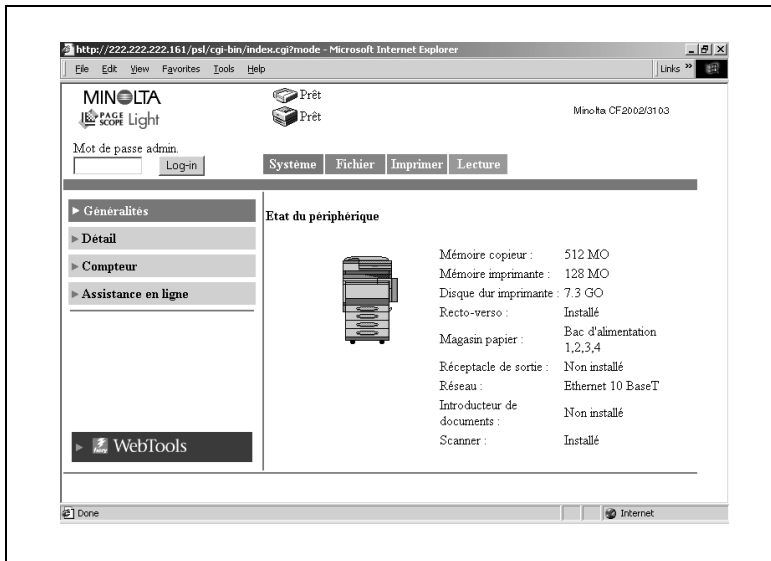 http://222.222.222.161/psl/cgi-bin/index.cgi?mode - Microsoft Internet Explorer
File Edit View Favorites Tools Help
Links »
MINOLTA
PAGE SCOPE Light
Prêt
Prêt
Minolta CF2002/3103
Mot de passe admin.
Log-in
Système Fichier Imprimer Lecture
Généralités
Détail
Compteur
Assistance en ligne
WebTools
Etat du périphérique
Mémoire copieur : 512 MO
Mémoire imprimante : 128 MO
Disque dur imprimante : 7.3 GO
Recto-verso : Installé
Magasin papier : Bac d'alimentation
1,2,3,4
Réceptacle de sortie : Non installé
Réseau : Ethernet 10 BaseT
Introducteur de
documents : Non installé
Scanner : Installé
Done
Internet